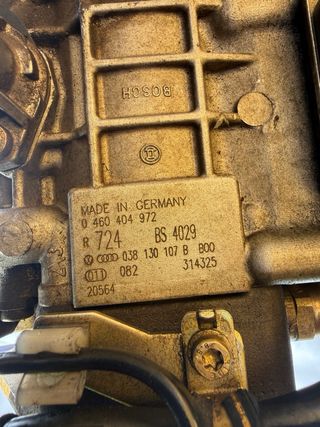 BOSCH
MADE IN GERMANY
0 460 404 972
R 724 BS 4029
038 130 107 B B00
082 314325
20564